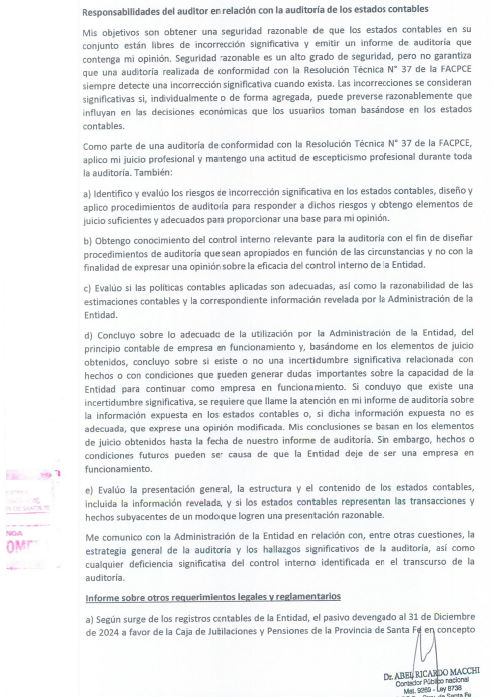 Responsabilidades del auditor en relación con la auditoría de los estados contables
Mis objetivos son obtener una seguridad razonable de que los estados contables en su
conjunto están libres de incorrección significativa y emitir un informe de auditoría que
contenga mi opinión. Seguridad razonable es un alto grado de seguridad, pero no garantiza
que una auditoría realizada de conformidad con la Resolución Técnica N° 37 de la FACPCE
siempre detecte una incorrección significativa cuando exista. Las incorrecciones se consideran
significativas si, individualmente o de forma agregada, puede preverse razonablemente que
influyan en las decisiones económicas que los usuarios toman basándose en los estados
contables.
Como parte de una auditoría de conformidad con la Resolución Técnica N° 37 de la FACPCE,
aplico mi juicio profesional y mantengo una actitud de escepticismo profesional durante toda
la auditoría. También:
a) Identifico y evalúo los riesgos de incorrección significativa en los estados contables, diseño y
aplico procedimientos de auditoría para responder a dichos riesgos y obtengo elementos de
juicio suficientes y adecuados para proporcionar una base para mi opinión.
b) Obtengo conocimiento del control interno relevante para la auditoría con el fin de diseñar
procedimientos de auditoría que sean apropiados en función de las circunstancias y no con la
finalidad de expresar una opinión sobre la eficacia del control interno de la Entidad.
c) Evalúo si las políticas contables aplicadas son adecuadas, así como la razonabilidad de las
estimaciones contables y la correspondiente información revelada por la Administración de la
Entidad.
d) Concluyo sobre lo adecuado de la utilización por la Administración de la Entidad, del
principio contable de empresa en funcionamiento y, basándome en los elementos de juicio
obtenidos, concluyo sobre si existe o no una incertidumbre significativa relacionada con
hechos o con condiciones que pueden generar dudas importantes sobre la capacidad de la
Entidad para continuar como empresa en funcionamiento. Si concluyo que existe una
incertidumbre significativa, se requiere que llame la atención en mi informe de auditoría sobre
la información expuesta en los estados contables o, si dicha información expuesta no es
adecuada, que exprese una opinión modificada. Mis conclusiones se basan en los elementos
de juicio obtenidos hasta la fecha de nuestro informe de auditoría. Sin embargo, hechos o
condiciones futuros pueden ser causa de que la Entidad deje de ser una empresa en
funcionamiento.
e) Evalúo la presentación general, la estructura y el contenido de los estados contables,
incluida la información revelada, y si los estados contables representan las transacciones y
hechos subyacentes de un modo que logren una presentación razonable.
Me comunico con la Administración de la Entidad en relación con, entre otras cuestiones, la
estrategia general de la auditoría y los hallazgos significativos de la auditoría, así como
cualquier deficiencia significativa del control interno identificada en el transcurso de la
auditoría.
Informe sobre otros requerimientos legales y reglamentarios
a) Según surge de los registros contables de la Entidad, el pasivo devengado al 31 de Diciembre
de 2024 a favor de la Caja de Jubilaciones y Pensiones de la Provincia de Santa Fe en concepto
Dr. ABEL RICARDO MACCHI
Contador Público nacional
Mat. 9269 - Ley 8738